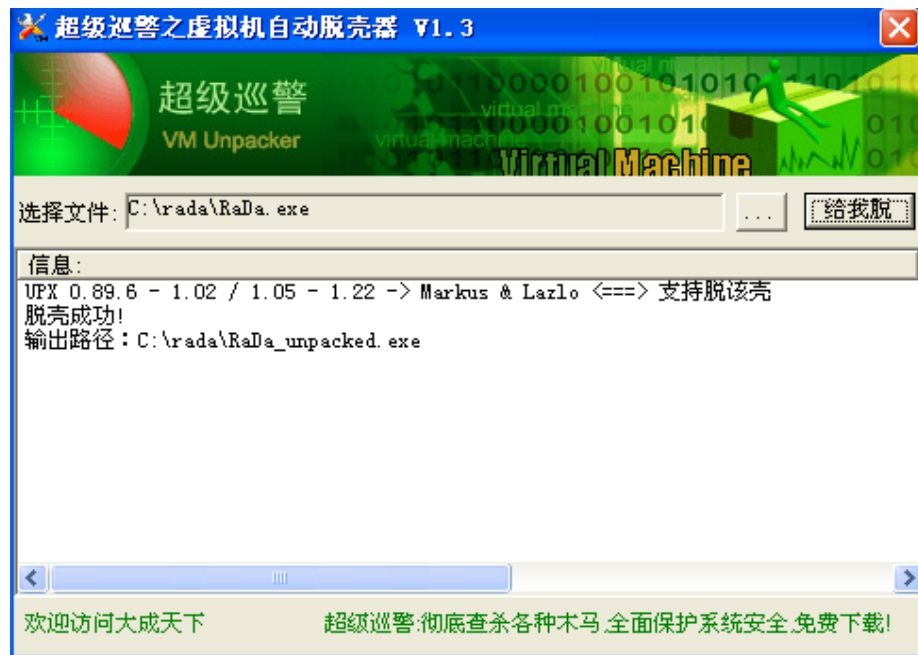 超级巡警之虚拟机自动脱壳器 V1.3
超级巡警
VM Unpacker
virtual machine
Virtual Machine
选择文件: C:\rada\RaDa.exe ... 给我脱
信息:
UPX 0.89.6 - 1.02 / 1.05 - 1.22 -> Markus & Lazlo <===> 支持脱该壳
脱壳成功!
输出路径：C:\rada\RaDa_unpacked.exe
欢迎访问大成天下 超级巡警:彻底查杀各种木马,全面保护系统安全,免费下载!